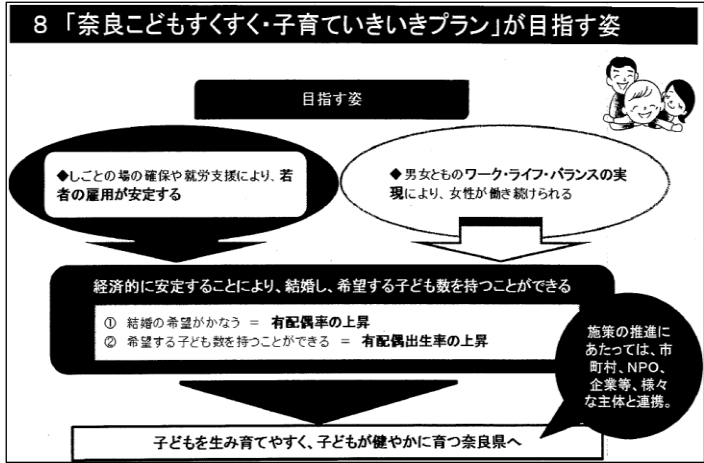 8 「奈良こどもすくすく・子育ていきいきプラン」が目指す姿
目指す姿
◆しごとの場の確保や就労支援により、若
者の雇用が安定する
◆男女とものワーク・ライフ・バランスの実
現により、女性が働き続けられる
経済的に安定することにより、結婚し、希望する子ども数を持つことができる
① 結婚の希望がかなう = 有配偶率の上昇
② 希望する子ども数を持つことができる = 有配偶出生率の上昇
施策の推進に
あたっては、市
町村、NPO、
企業等、様々
な主体と連携。
子どもを生み育てやすく、子どもが健やかに育つ奈良県へ